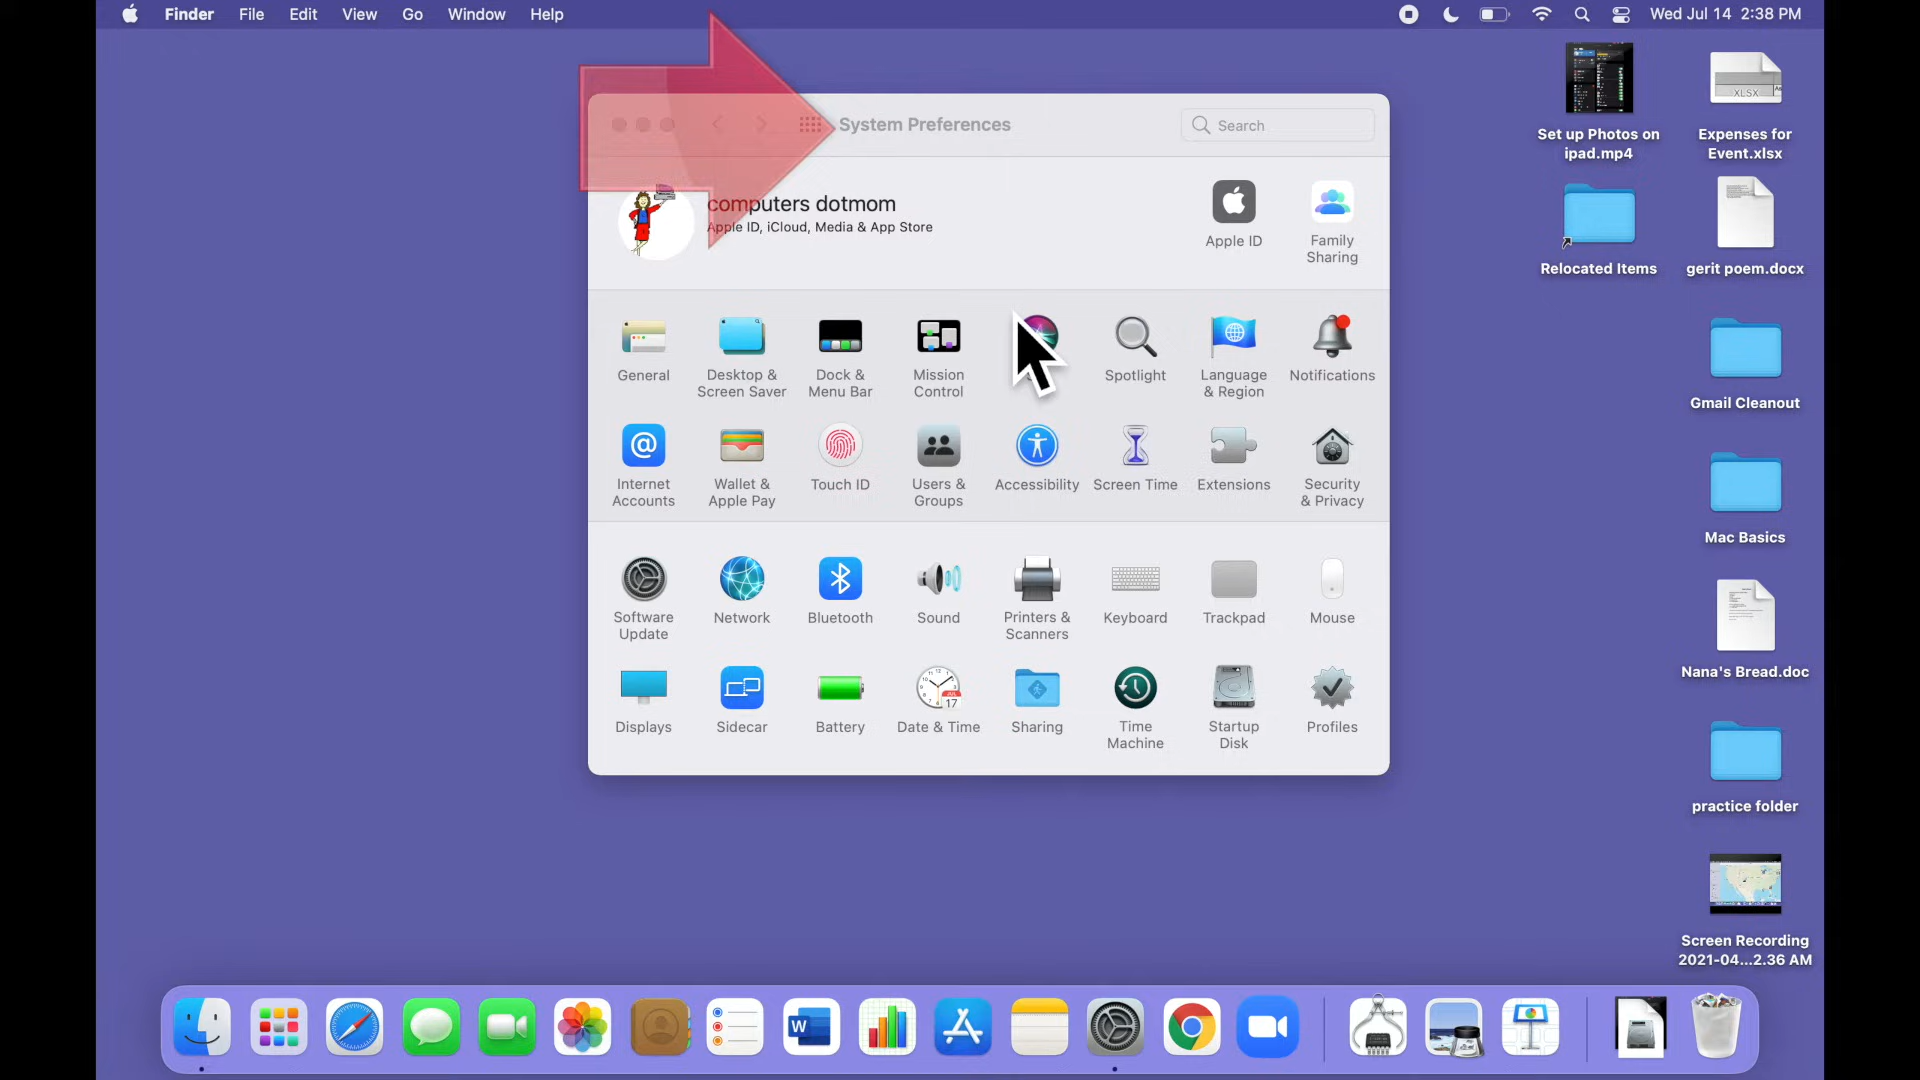 Finder File Edit View Go Window Help
Wed Jul 14 2:38 PM
System Preferences
Search
computers dotmom
Apple ID, iCloud, Media & App Store
Apple ID
Family
Sharing
General
Desktop &
Screen Saver
Dock &
Menu Bar
Mission
Control
Spotlight
Language
& Region
Notifications
Internet
Accounts
Wallet &
Apple Pay
Touch ID
Users &
Groups
Accessibility
Screen Time
Extensions
Security
& Privacy
Software
Update
Network
Bluetooth
Sound
Printers &
Scanners
Keyboard
Trackpad
Mouse
Displays
Sidecar
Battery
Date & Time
Sharing
Time
Machine
Startup
Disk
Profiles
Set up Photos on
ipad.mp4
XLSX
Expenses for
Event.xlsx
Relocated Items
gerit poem.docx
Gmail Cleanout
Mac Basics
Nana's Bread.doc
practice folder
Screen Recording
2021-04...2.36 AM
@
17
W